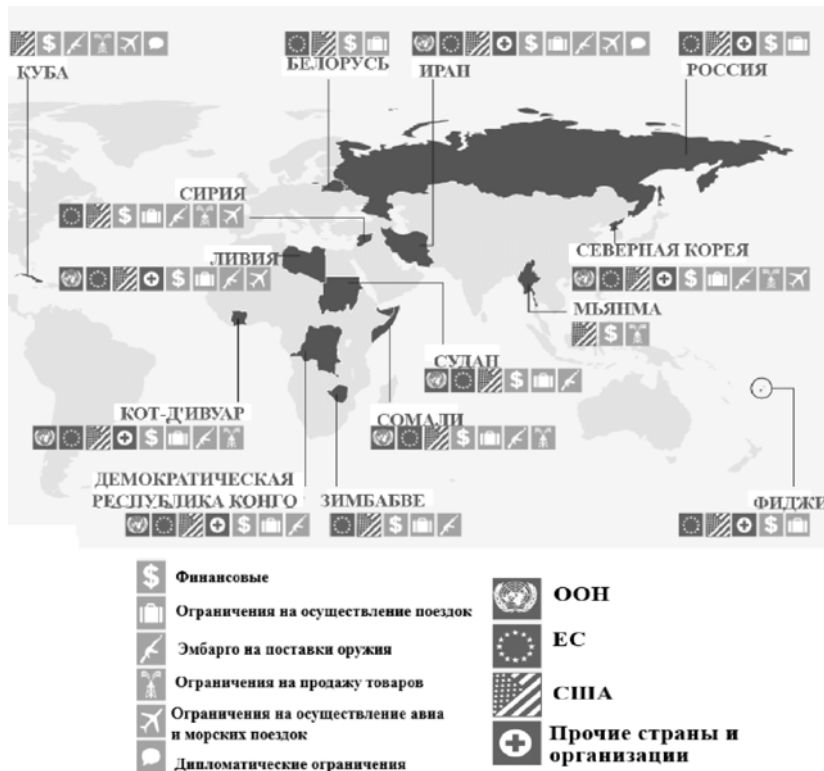 КУБА
БЕЛОРУСЬ
ИРАН
РОССИЯ
СИРИЯ
ЛИВИЯ
СЕВЕРНАЯ КОРЕЯ
МЬЯНМА
СУДАН
КОТ-Д'ИВУАР
СОМАЛИ
ДЕМОКРАТИЧЕСКАЯ
РЕСПУБЛИКА КОНГО
ЗИМБАБВЕ
ФИДЖИ
$ Финансовые
Ограничения на осуществление поездок
Эмбарго на поставки оружия
Ограничения на продажу товаров
Ограничения на осуществление авиа
и морских поездок
Дипломатические ограничения
ООН
ЕС
США
Прочие страны и
организации